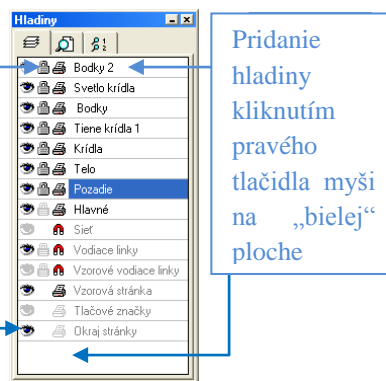 Hladiny
Bodky 2
Svetlo krídla
Bodky
Tiene krídla 1
Krídla
Telo
Pozadie
Hlavné
Sieť
Vodiace linky
Vzorové vodiace linky
Vzorová stránka
Tlačové značky
Okraj stránky
Pridanie
hladiny
kliknutím
pravého
tlačidla myši
na „bielej“
ploche